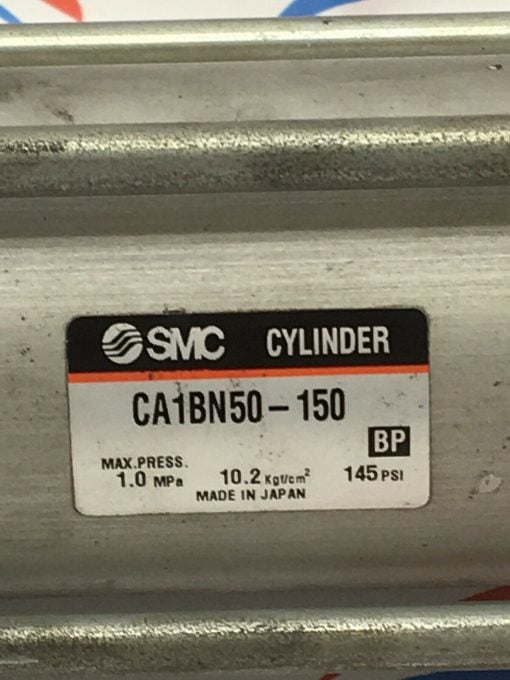 SMC CYLINDER
CA1BN50-150
BP
MAX.PRESS.
1.0 MPa 10.2 Kgf/cm² 145 PSI
MADE IN JAPAN